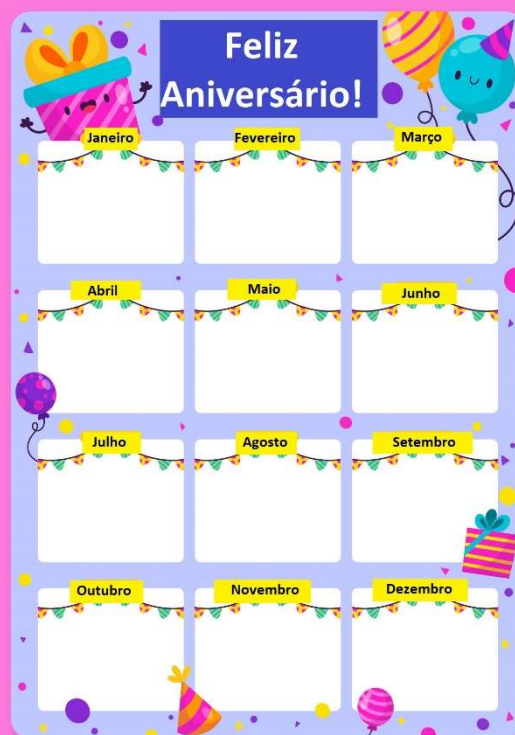 Feliz
Aniversário!
Janeiro
Fevereiro
Março
Abril
Maio
Junho
Julho
Agosto
Setembro
Outubro
Novembro
Dezembro